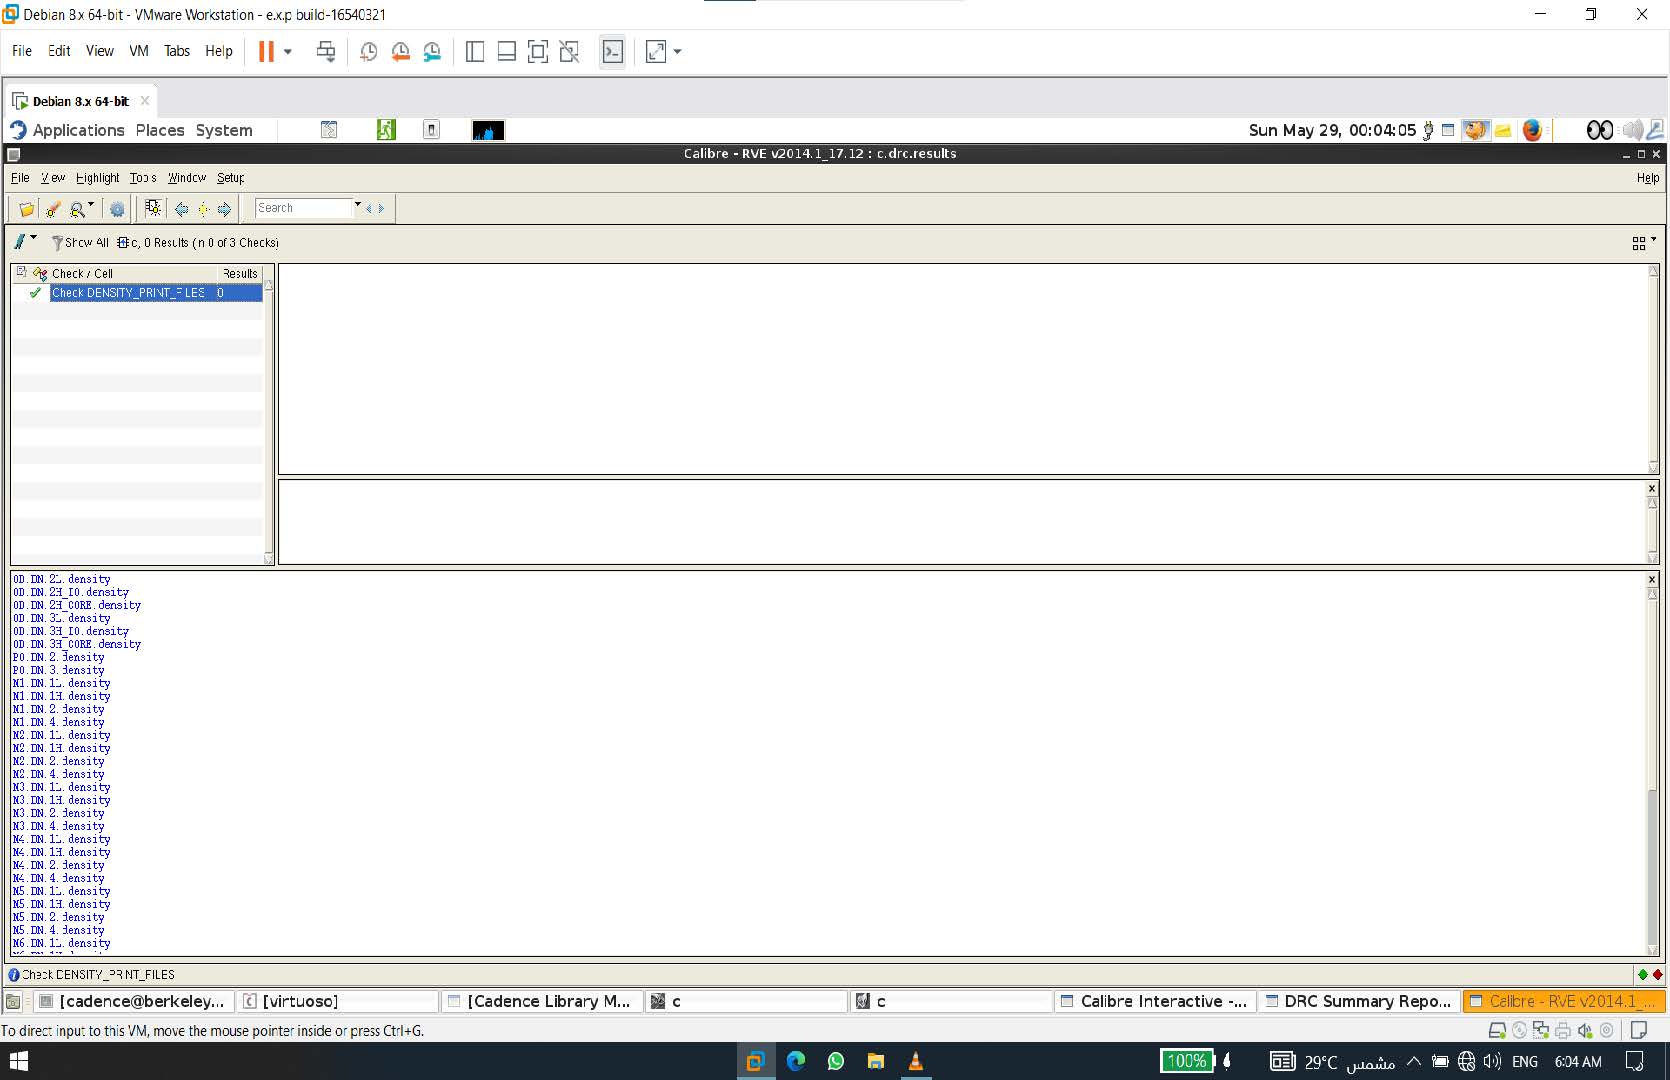 Debian 8.x 64-bit - VMware Workstation - e.x.p build-16540321
File Edit View VM Tabs Help
Debian 8.x 64-bit
Applications Places System
Sun May 29, 00:04:05
Calibre - RVE v2014.1_17.12 : c.drc.results
File View Highlight Tools Window Setup Help
Search
Show All c, 0 Results (in 0 of 3 Checks)
Check / Cell Results
Check DENSITY_PRINT_FILES 0
OD.DN.2L.density
OD.DN.2H_IO.density
OD.DN.2H_CORE.density
OD.DN.3L.density
OD.DN.3H_IO.density
OD.DN.3H_CORE.density
PO.DN.2.density
PO.DN.3.density
M1.DN.1L.density
M1.DN.1H.density
M1.DN.2.density
M1.DN.4.density
M2.DN.1L.density
M2.DN.1H.density
M2.DN.2.density
M2.DN.4.density
M3.DN.1L.density
M3.DN.1H.density
M3.DN.2.density
M3.DN.4.density
M4.DN.1L.density
M4.DN.1H.density
M4.DN.2.density
M4.DN.4.density
M5.DN.1L.density
M5.DN.1H.density
M5.DN.2.density
M5.DN.4.density
M6.DN.1L.density
Check DENSITY_PRINT_FILES
[cadence@berkeley... [virtuoso] [Cadence Library M... c c Calibre Interactive -... DRC Summary Repo... Calibre - RVE v2014.1_...
To direct input to this VM, move the mouse pointer inside or press Ctrl+G.
100% 29°C مشمس ENG 6:04 AM